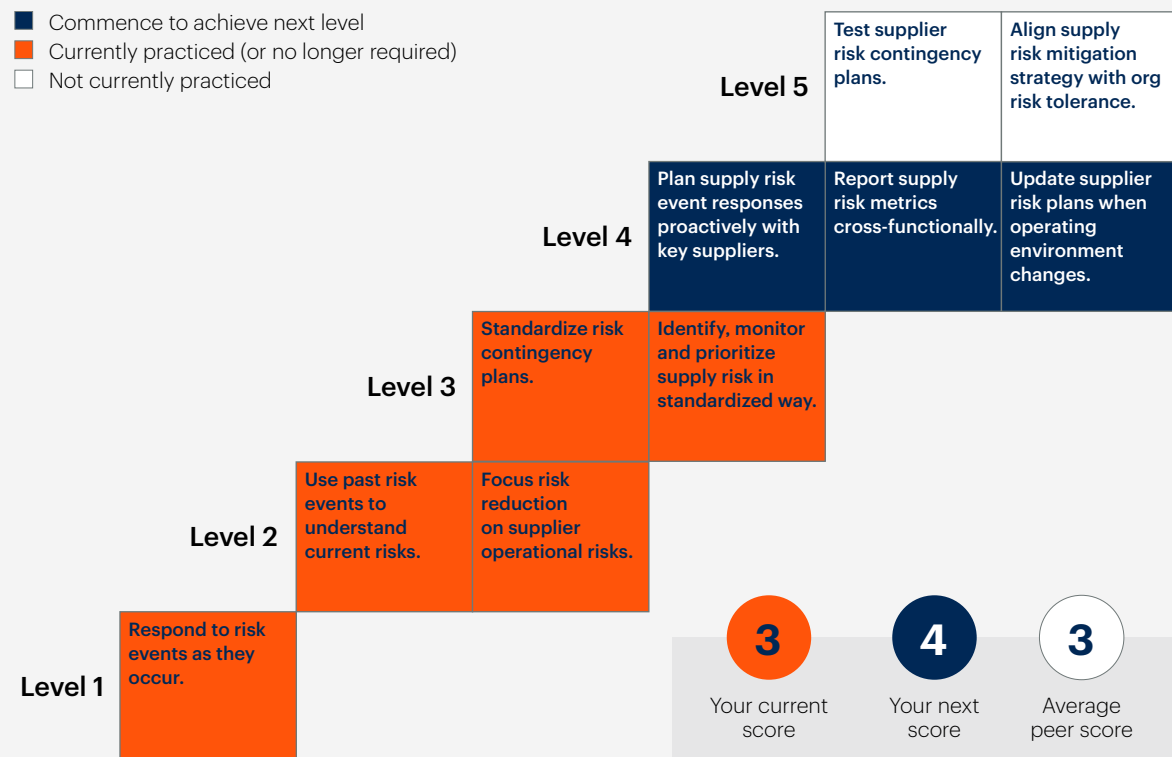 Commence to achieve next level
Currently practiced (or no longer required)
Not currently practiced
Level 5
Test supplier
risk contingency
plans.
Align supply
risk mitigation
strategy with org
risk tolerance.
Level 4
Plan supply risk
event responses
proactively with
key suppliers.
Report supply
risk metrics
cross-functionally.
Update supplier
risk plans when
operating
environment
changes.
Level 3
Standardize risk
contingency
plans.
Identify, monitor
and prioritize
supply risk in
standardized way.
Level 2
Use past risk
events to
understand
current risks.
Focus risk
reduction
on supplier
operational risks.
Level 1
Respond to risk
events as they
occur.
3
Your current
score
4
Your next
score
3
Average
peer score